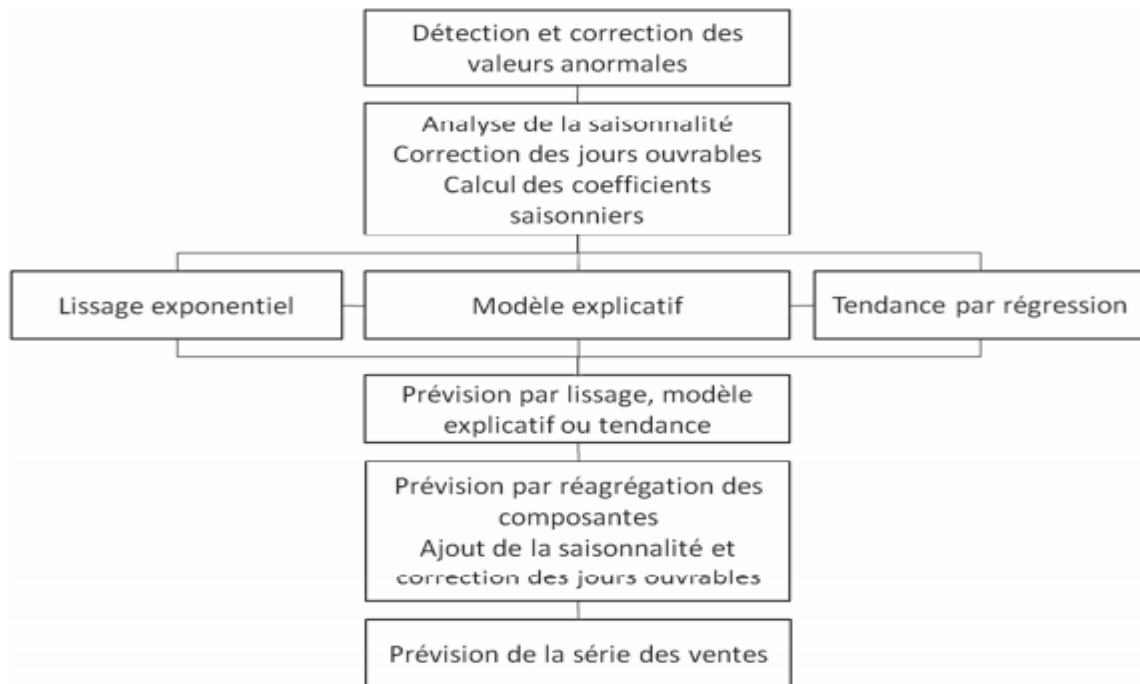 Détection et correction des
valeurs anormales
Analyse de la saisonnalité
Correction des jours ouvrables
Calcul des coefficients
saisonniers
Lissage exponentiel
Modèle explicatif
Tendance par régression
Prévision par lissage, modèle
explicatif ou tendance
Prévision par réagrégation des
composantes
Ajout de la saisonnalité et
correction des jours ouvrables
Prévision de la série des ventes